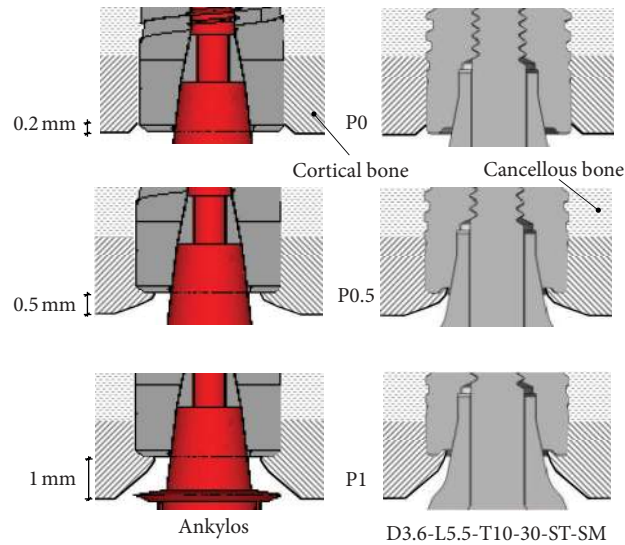 0.2 mm
P0
Cortical bone
Cancellous bone
0.5 mm
P0.5
1 mm
P1
Ankylos
D3.6-L5.5-T10-30-ST-SM